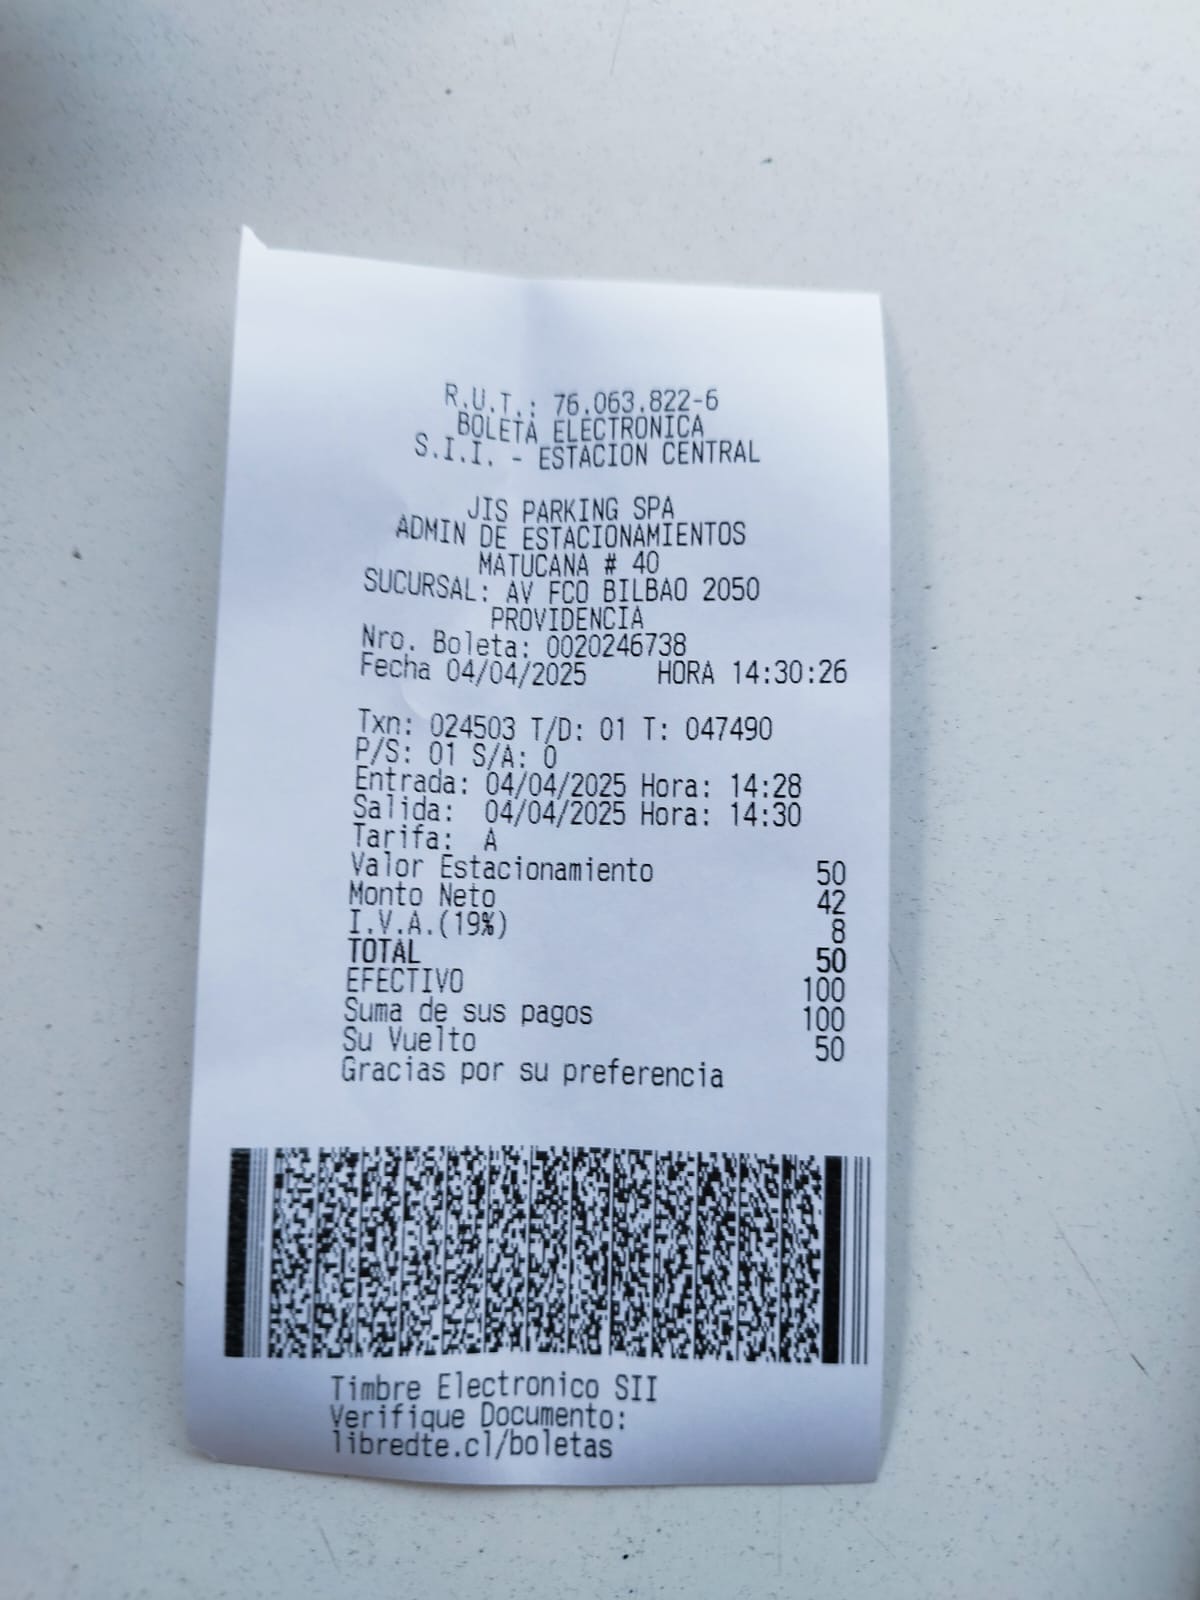 R.U.T.: 76.063.822-6
BOLETA ELECTRONICA
S.I.I. - ESTACION CENTRAL
JIS PARKING SPA
ADMIN DE ESTACIONAMIENTOS
MATUCANA # 40
SUCURSAL: AV FCO BILBAO 2050
PROVIDENCIA
Nro. Boleta: 0020246738
Fecha 04/04/2025 HORA 14:30:26
Txn: 024503 T/D: 01 T: 047490
P/S: 01 S/A: 0
Entrada: 04/04/2025 Hora: 14:28
Salida: 04/04/2025 Hora: 14:30
Tarifa: A
Valor Estacionamiento 50
Monto Neto 42
I.V.A.(19%) 8
TOTAL 50
EFECTIVO 100
Suma de sus pagos 100
Su Vuelto 50
Gracias por su preferencia
Timbre Electronico SII
Verifique Documento:
libredte.cl/boletas